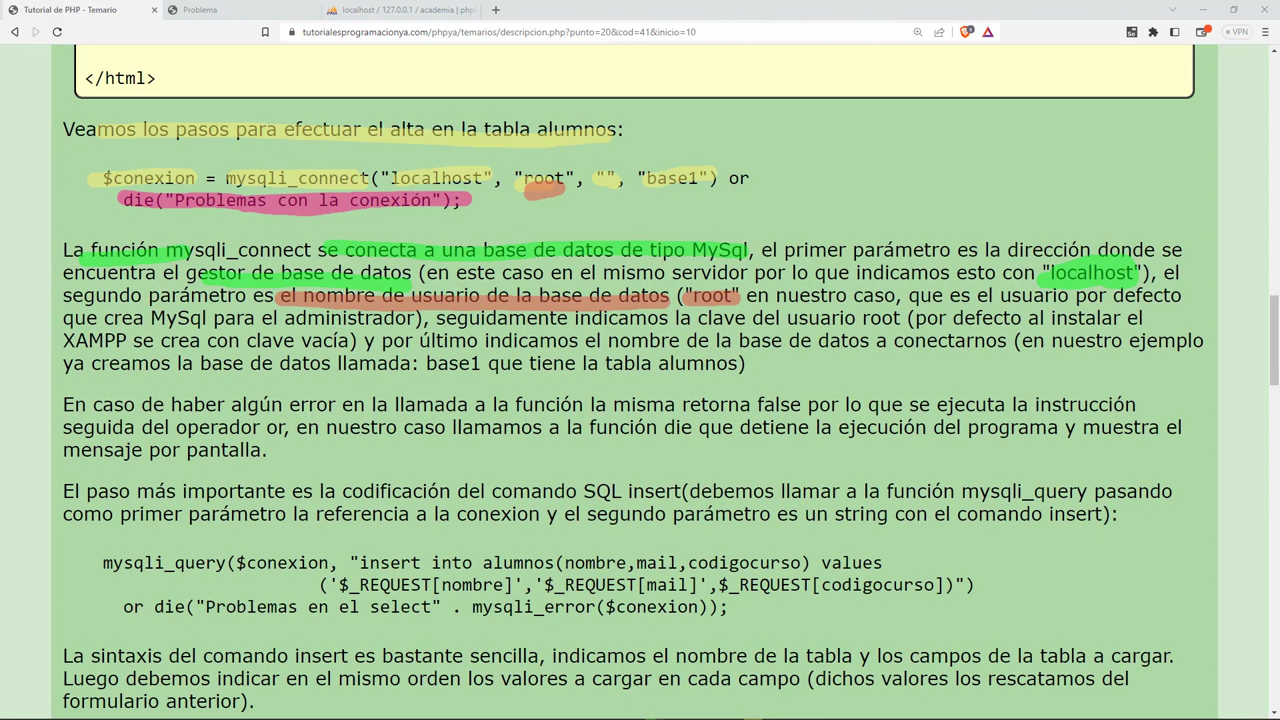 Tutorial de PHP - Temario
Problema
localhost / 127.0.0.1 / academia | php
tutorialesprogramacionya.com/phpya/temarios/descripcion.php?punto=20&cod=41&inicio=10
VPN
</html>
Veamos los pasos para efectuar el alta en la tabla alumnos:
$conexion = mysqli_connect("localhost", "root", "", "base1") or
die("Problemas con la conexión");
La función mysqli_connect se conecta a una base de datos de tipo MySql, el primer parámetro es la dirección donde se
encuentra el gestor de base de datos (en este caso en el mismo servidor por lo que indicamos esto con "localhost"), el
segundo parámetro es el nombre de usuario de la base de datos ("root" en nuestro caso, que es el usuario por defecto
que crea MySql para el administrador), seguidamente indicamos la clave del usuario root (por defecto al instalar el
XAMPP se crea con clave vacía) y por último indicamos el nombre de la base de datos a conectarnos (en nuestro ejemplo
ya creamos la base de datos llamada: base1 que tiene la tabla alumnos)
En caso de haber algún error en la llamada a la función la misma retorna false por lo que se ejecuta la instrucción
seguida del operador or, en nuestro caso llamamos a la función die que detiene la ejecución del programa y muestra el
mensaje por pantalla.
El paso más importante es la codificación del comando SQL insert(debemos llamar a la función mysqli_query pasando
como primer parámetro la referencia a la conexion y el segundo parámetro es un string con el comando insert):
mysqli_query($conexion, "insert into alumnos(nombre,mail,codigocurso) values
('$_REQUEST[nombre]','$_REQUEST[mail]',$_REQUEST[codigocurso])")
or die("Problemas en el select" . mysqli_error($conexion));
La sintaxis del comando insert es bastante sencilla, indicamos el nombre de la tabla y los campos de la tabla a cargar.
Luego debemos indicar en el mismo orden los valores a cargar en cada campo (dichos valores los rescatamos del
formulario anterior).